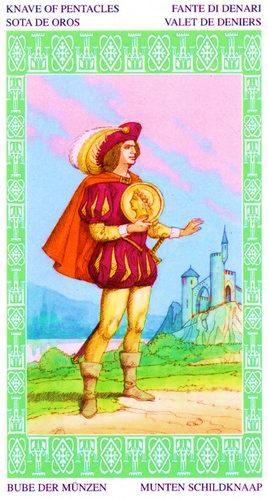 KNAVE OF PENTACLES
SOTA DE OROS
FANTE DI DENARI
VALET DE DENIERS
BUBE DER MÜNZEN
MUNTEN SCHILDKNAAP